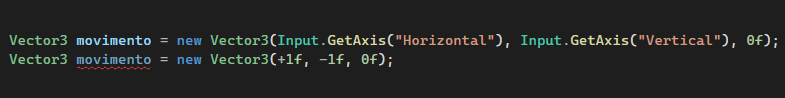 Vector3 movimento = new Vector3(Input.GetAxis("Horizontal"), Input.GetAxis("Vertical"), 0f);
Vector3 movimento = new Vector3(+1f, -1f, 0f);